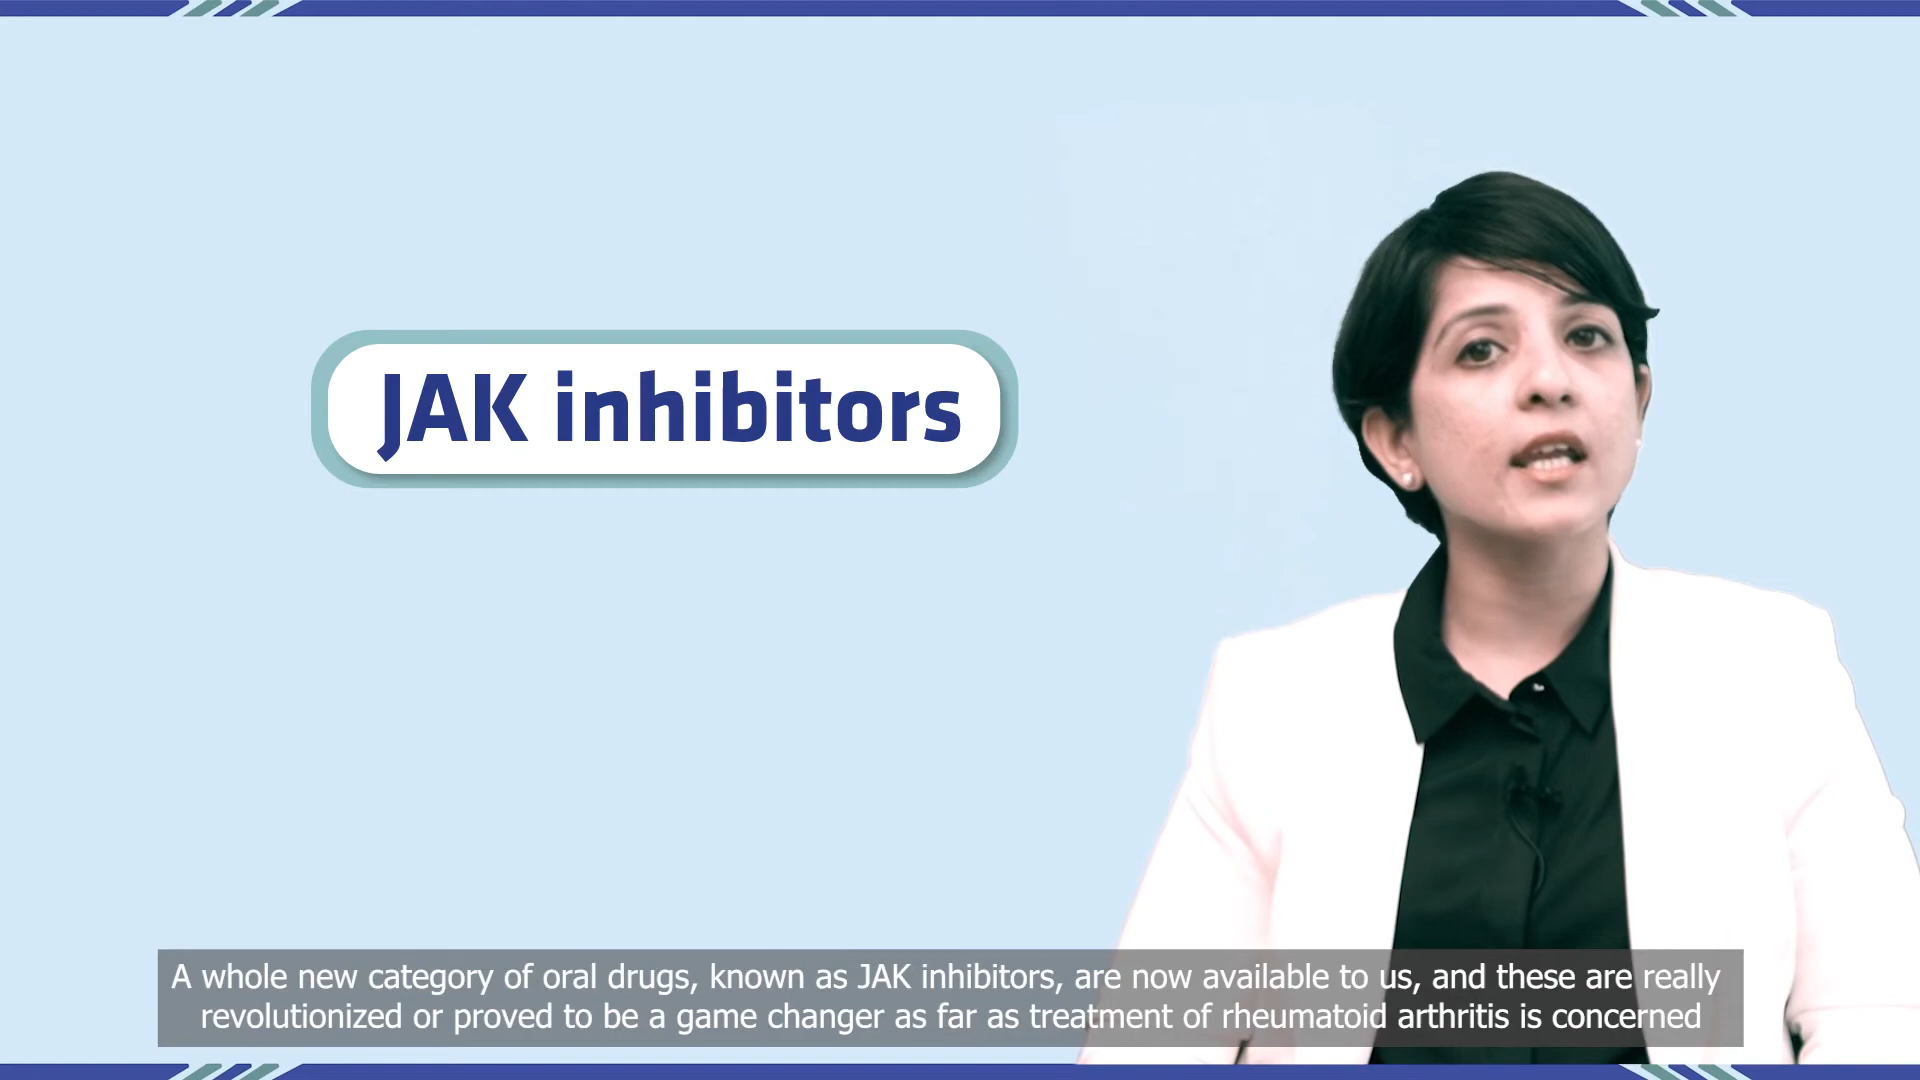 JAK inhibitors
A whole new category of oral drugs, known as JAK inhibitors, are now available to us, and these are really
revolutionized or proved to be a game changer as far as treatment of rheumatoid arthritis is concerned